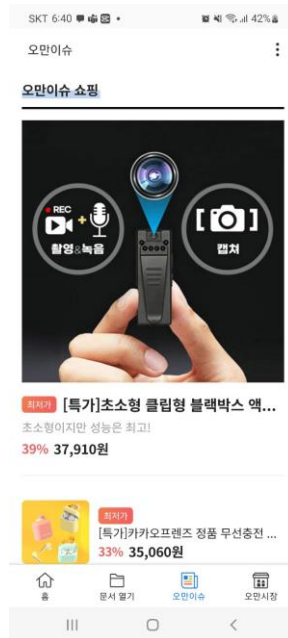 SKT 6:40
42%
오만이슈
오만이슈 쇼핑
REC
촬영&녹음
캡처
최저가 [특가]초소형 클립형 블랙박스 액...
초소형이지만 성능은 최고!
39% 37,910원
최저가
[특가]카카오프렌즈 정품 무선충전 ...
33% 35,060원
홈 문서 열기 오만이슈 오만시장